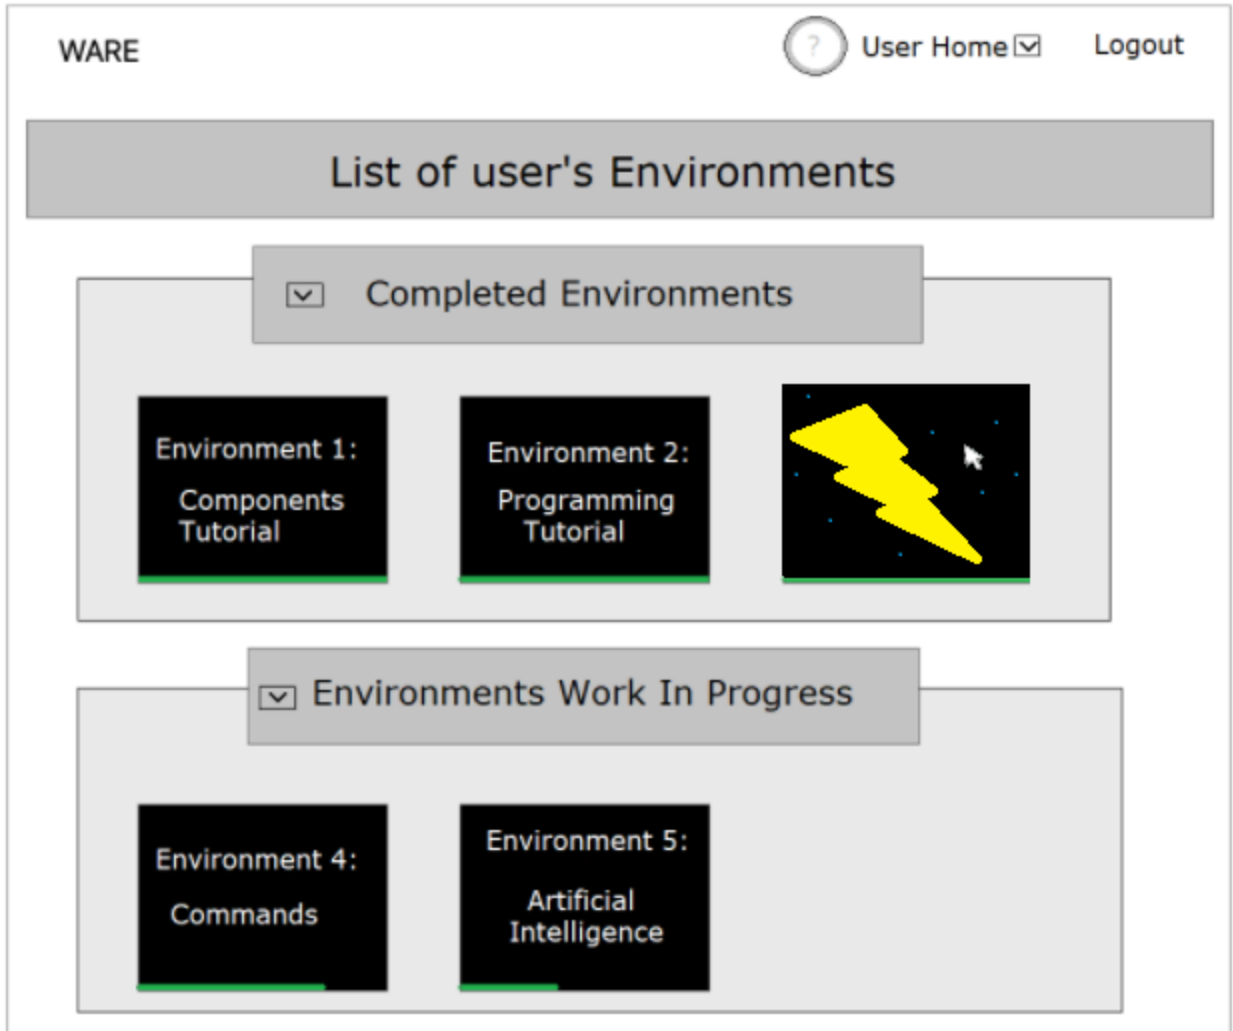 WARE
? User Home Logout
List of user's Environments
Completed Environments
Environment 1:
Components
Tutorial
Environment 2:
Programming
Tutorial
Environments Work In Progress
Environment 4:
Commands
Environment 5:
Artificial
Intelligence